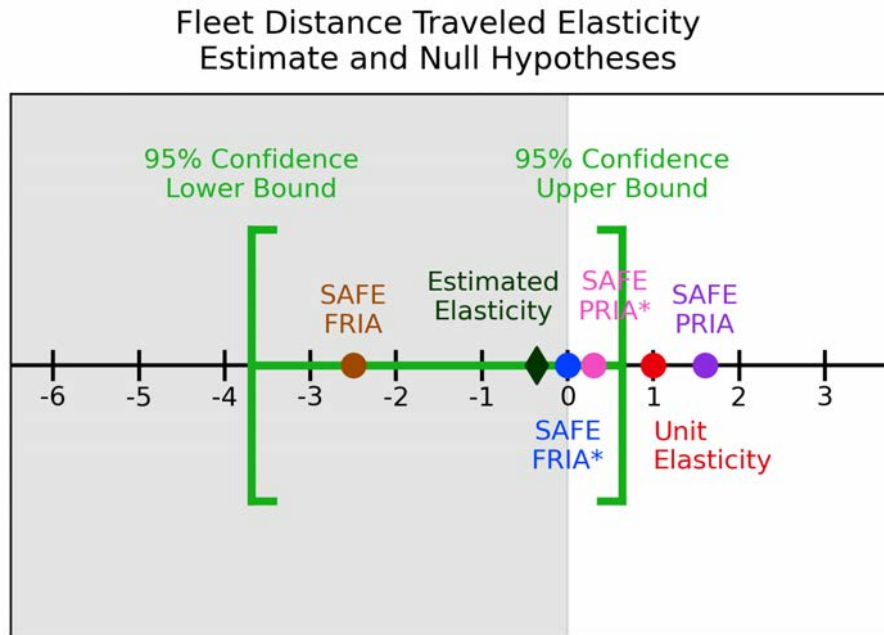 Fleet Distance Traveled Elasticity
Estimate and Null Hypotheses
95% Confidence
Lower Bound
95% Confidence
Upper Bound
SAFE
FRIA
Estimated
Elasticity
SAFE
PRIA*
SAFE
PRIA
-6 -5 -4 -3 -2 -1 0 1 2 3
SAFE
FRIA*
Unit
Elasticity